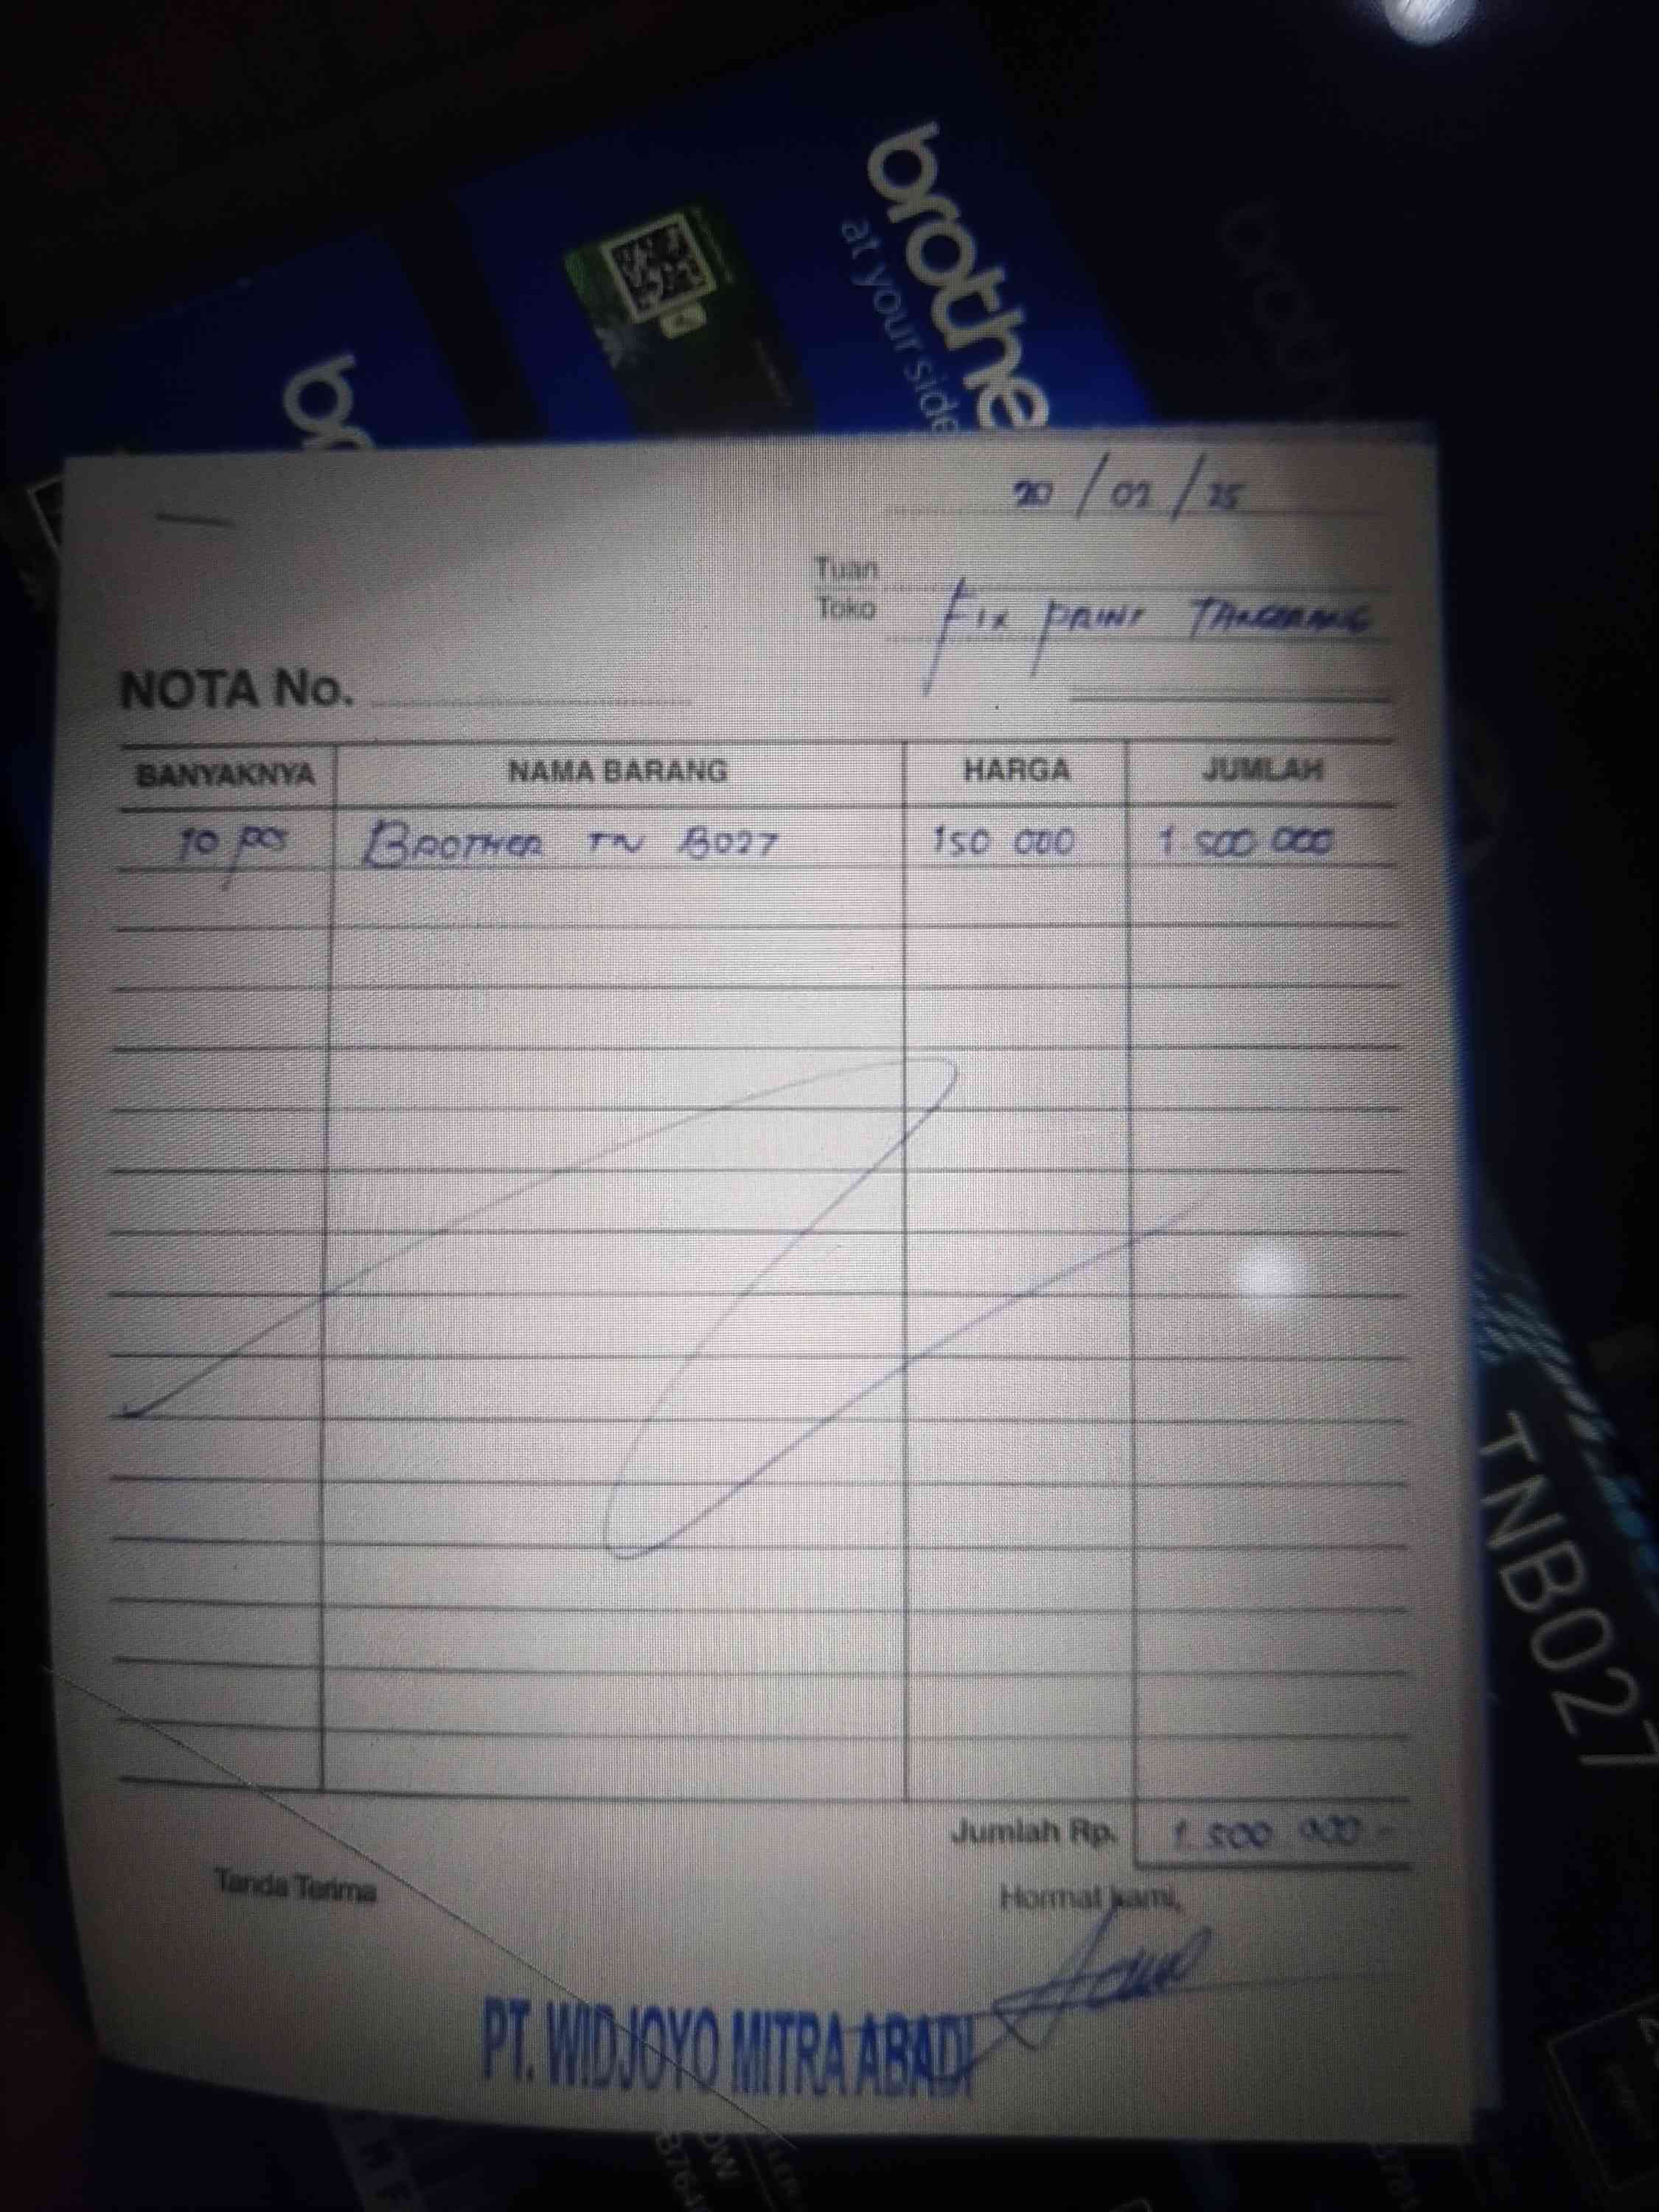 brother
at your side
br
20/02/25
Tuan
Toko Fix Print Tangerang
NOTA No.
BANYAKNYA NAMA BARANG HARGA JUMLAH
10 pcs BROTHER TN B027 150 000 1 500 000
Jumlah Rp. 1.500 000 -
Tanda Terima Hormat kami,
PT. WIDJOYO MITRA ABADI
TNB027